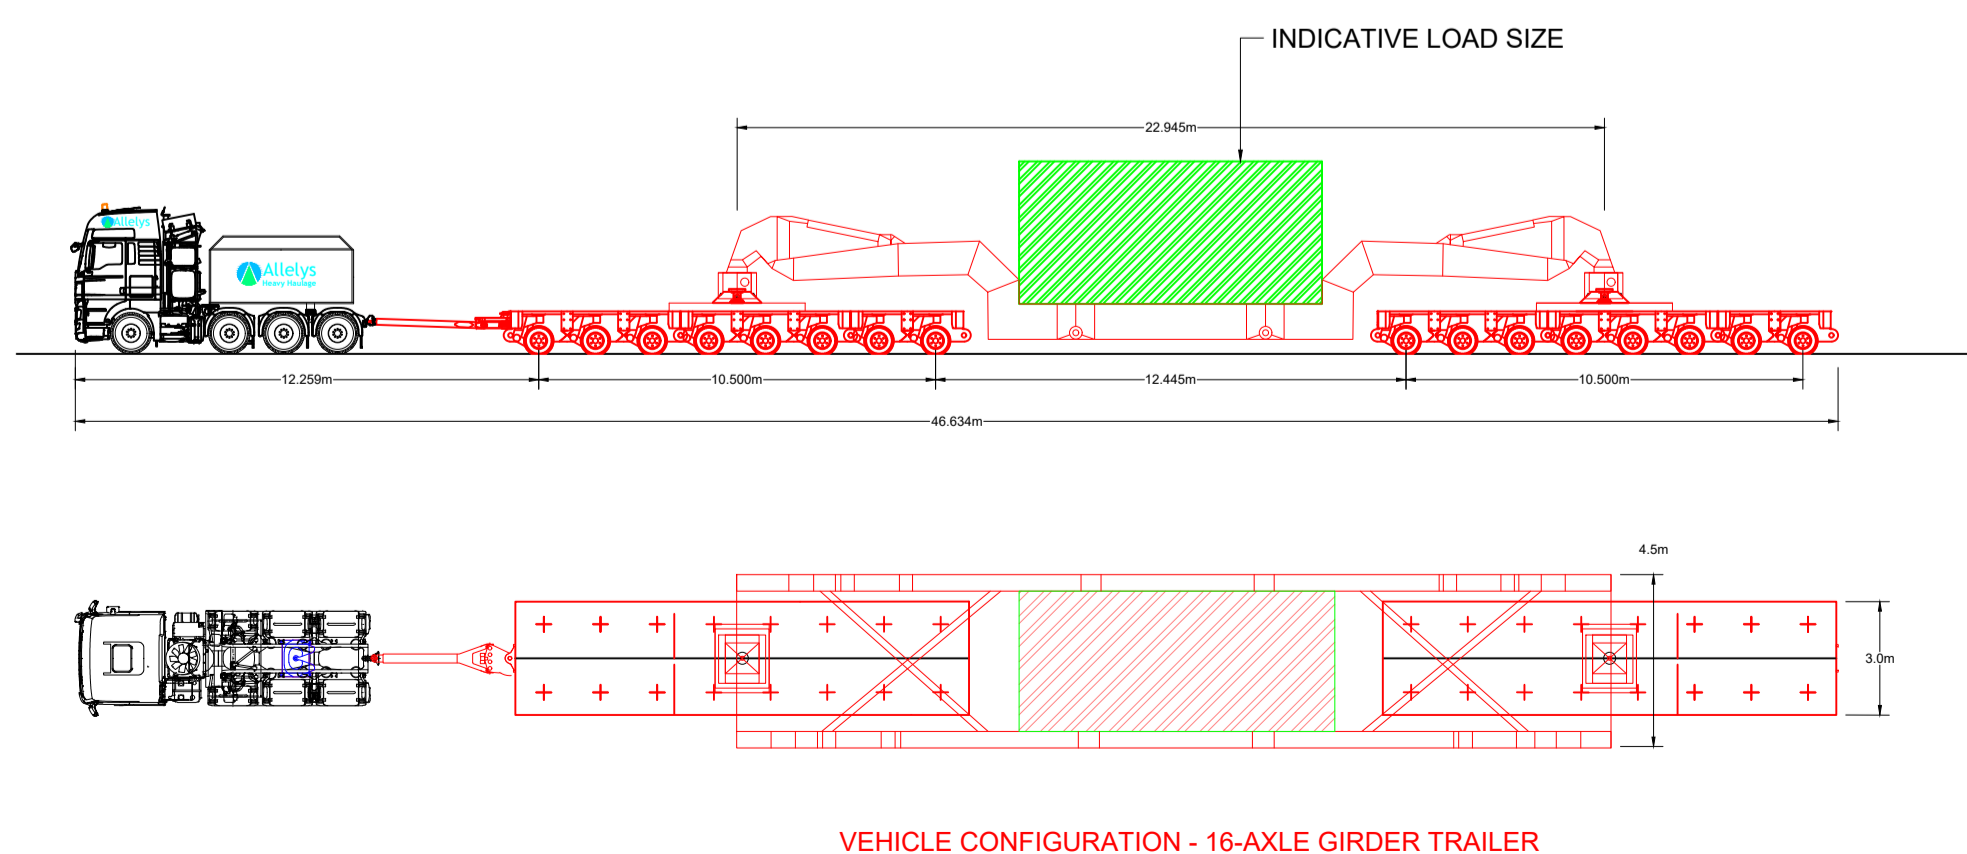 INDICATIVE LOAD SIZE
22.945m
Allelys
Allelys
Heavy Haulage
12.259m
10.500m
12.445m
10.500m
46.634m
4.5m
3.0m
VEHICLE CONFIGURATION - 16-AXLE GIRDER TRAILER